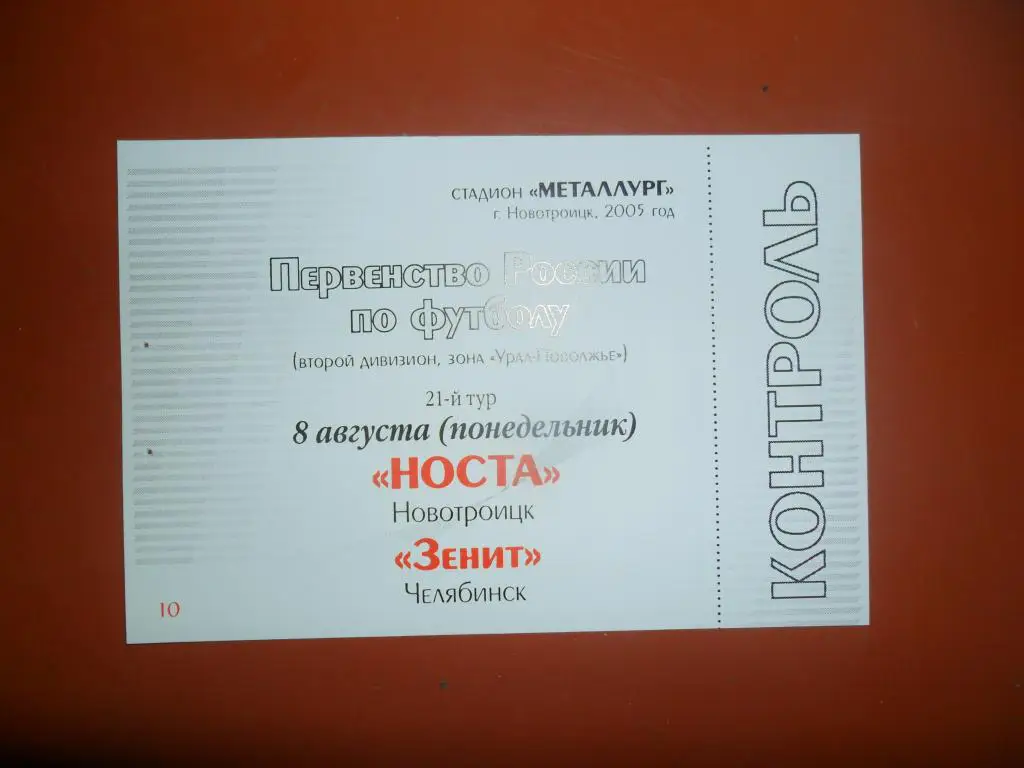 СТАДИОН «МЕТАЛЛУРГ»
г. Новотроицк, 2005 год
Первенство России
по футболу
(второй дивизион, зона «Урал-Поволжье»)
21-й тур
8 августа (понедельник)
«НОСТА»
Новотроицк
«Зенит»
Челябинск
10
КОНТРОЛЬ